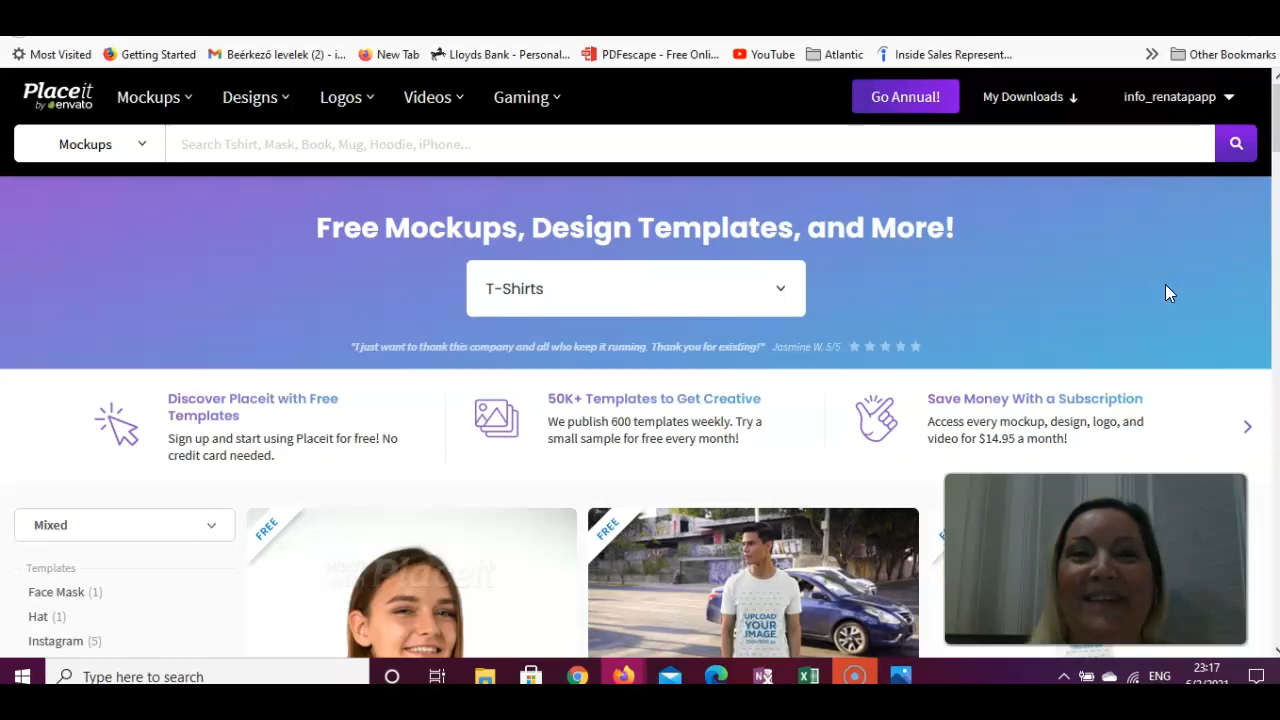 Most Visited Getting Started Beérkező levelek (2) - i... New Tab Lloyds Bank - Personal... PDFescape - Free Onli... YouTube Atlantic Inside Sales Represent... Other Bookmarks
Placeit
by envato
Mockups Designs Logos Videos Gaming Go Annual! My Downloads info_renatapapp
Mockups Search Tshirt, Mask, Book, Mug, Hoodie, iPhone...
Free Mockups, Design Templates, and More!
T-Shirts
"I just want to thank this company and all who keep it running. Thank you for existing!" Jasmine W. 5/5
Discover Placeit with Free
Templates
Sign up and start using Placeit for free! No
credit card needed.
50K+ Templates to Get Creative
We publish 600 templates weekly. Try a
small sample for free every month!
Save Money With a Subscription
Access every mockup, design, logo, and
video for $14.95 a month!
Mixed
Templates
Face Mask (1)
Hat (1)
Instagram (5)
FREE
Placeit
FREE
UPLOAD
YOUR
IMAGE
Type here to search
ENG
23:17